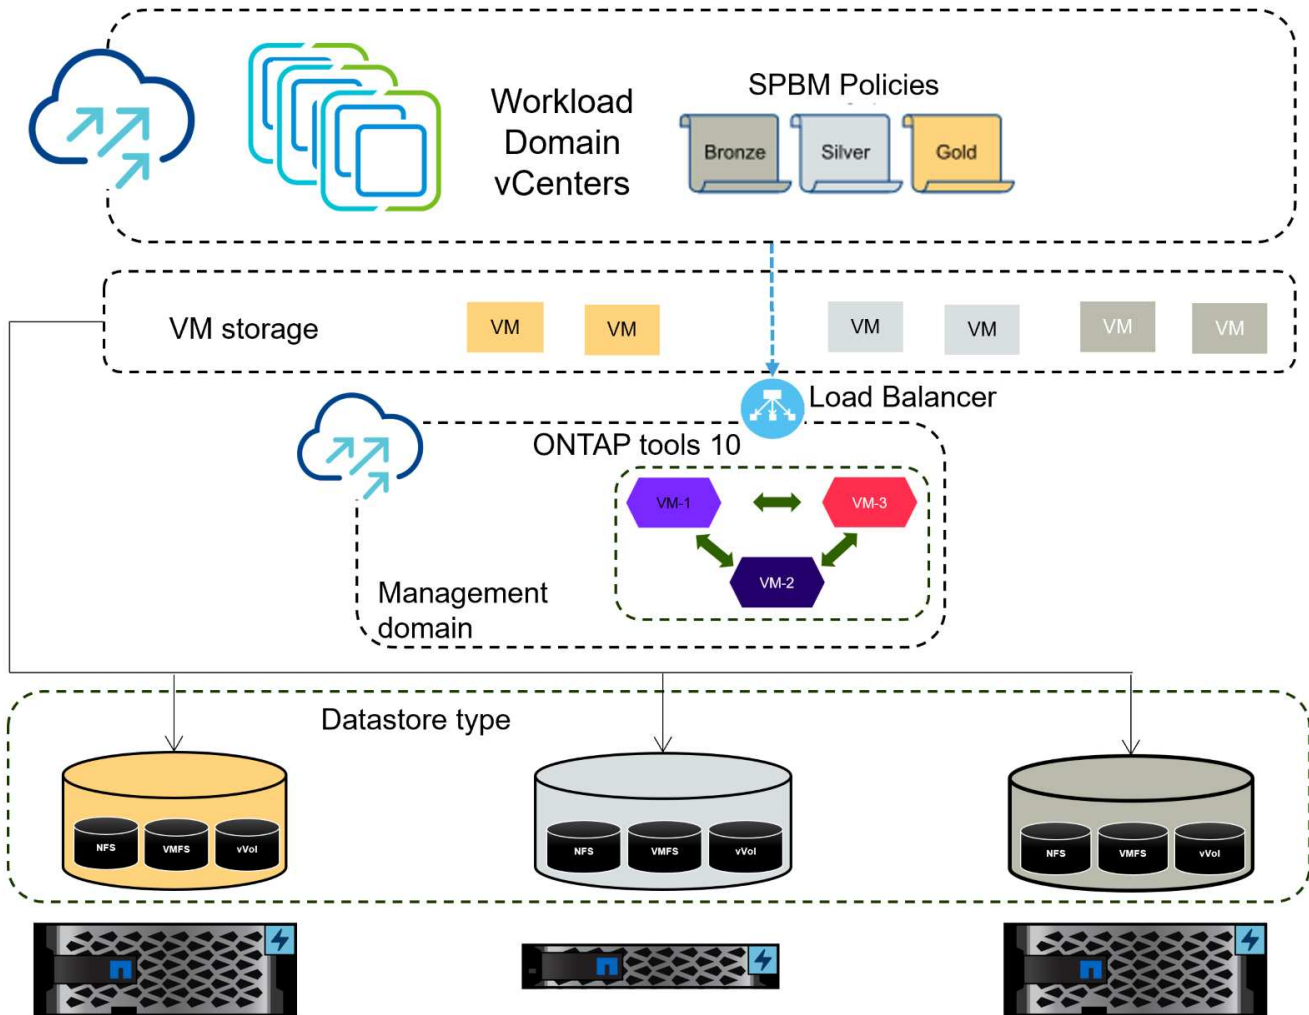 SPBM Policies
Workload
Domain
vCenters
Bronze
Silver
Gold
VM storage
VM
VM
VM
VM
VM
VM
Load Balancer
ONTAP tools 10
VM-1
VM-3
VM-2
Management
domain
Datastore type
NFS
VMFS
vVol
NFS
VMFS
vVol
NFS
VMFS
vVol